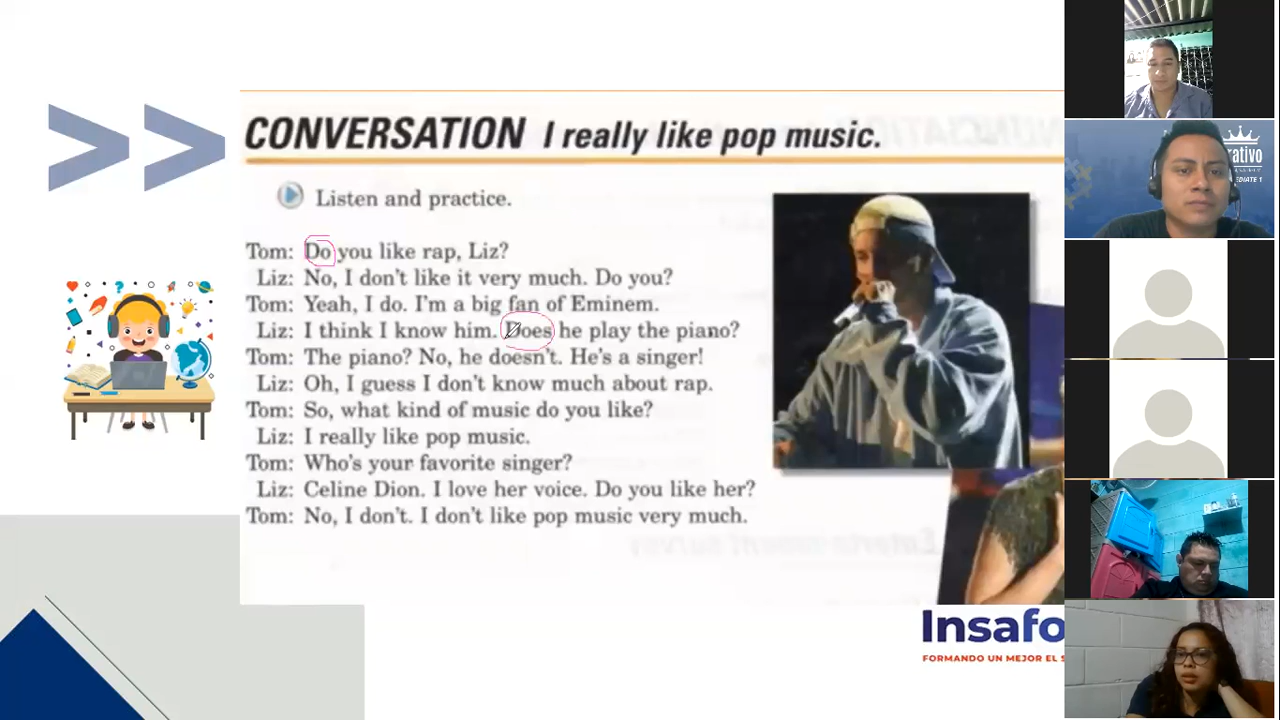 CONVERSATION I really like pop music.
Listen and practice.
Tom: Do you like rap, Liz?
Liz: No, I don't like it very much. Do you?
Tom: Yeah, I do. I'm a big fan of Eminem.
Liz: I think I know him. Does he play the piano?
Tom: The piano? No, he doesn't. He's a singer!
Liz: Oh, I guess I don't know much about rap.
Tom: So, what kind of music do you like?
Liz: I really like pop music.
Tom: Who's your favorite singer?
Liz: Celine Dion. I love her voice. Do you like her?
Tom: No, I don't. I don't like pop music very much.
Insafo
FORMANDO UN MEJOR EL S
rativo
MEDIATE 1